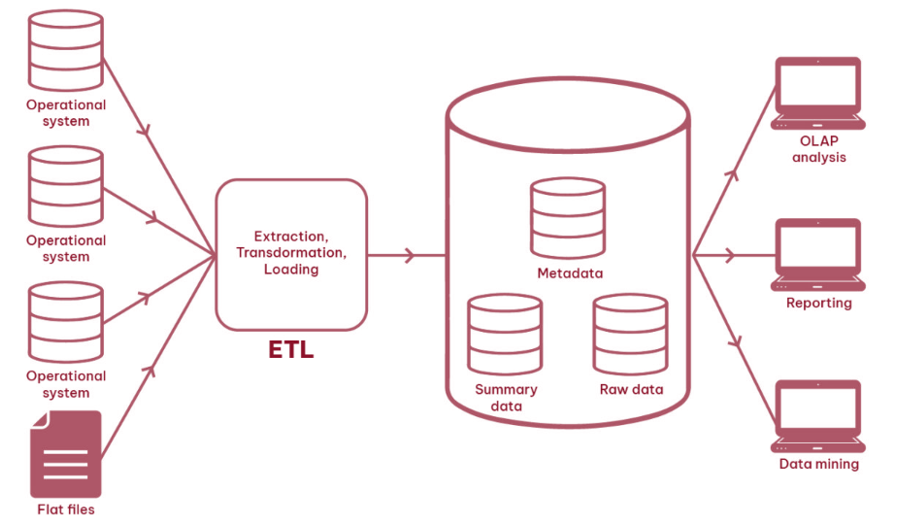 Operational
system
Operational
system
Operational
system
Flat files
Extraction,
Transdormation,
Loading
ETL
Metadata
Summary
data
Raw data
OLAP
analysis
Reporting
Data mining